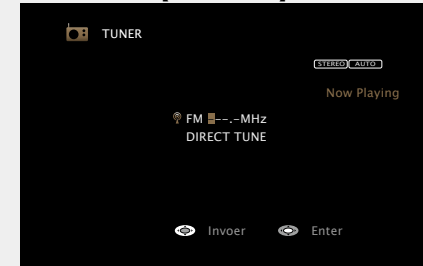 TUNER
STEREO AUTO
Now Playing
FM ---.-MHz
DIRECT TUNE
Invoer Enter